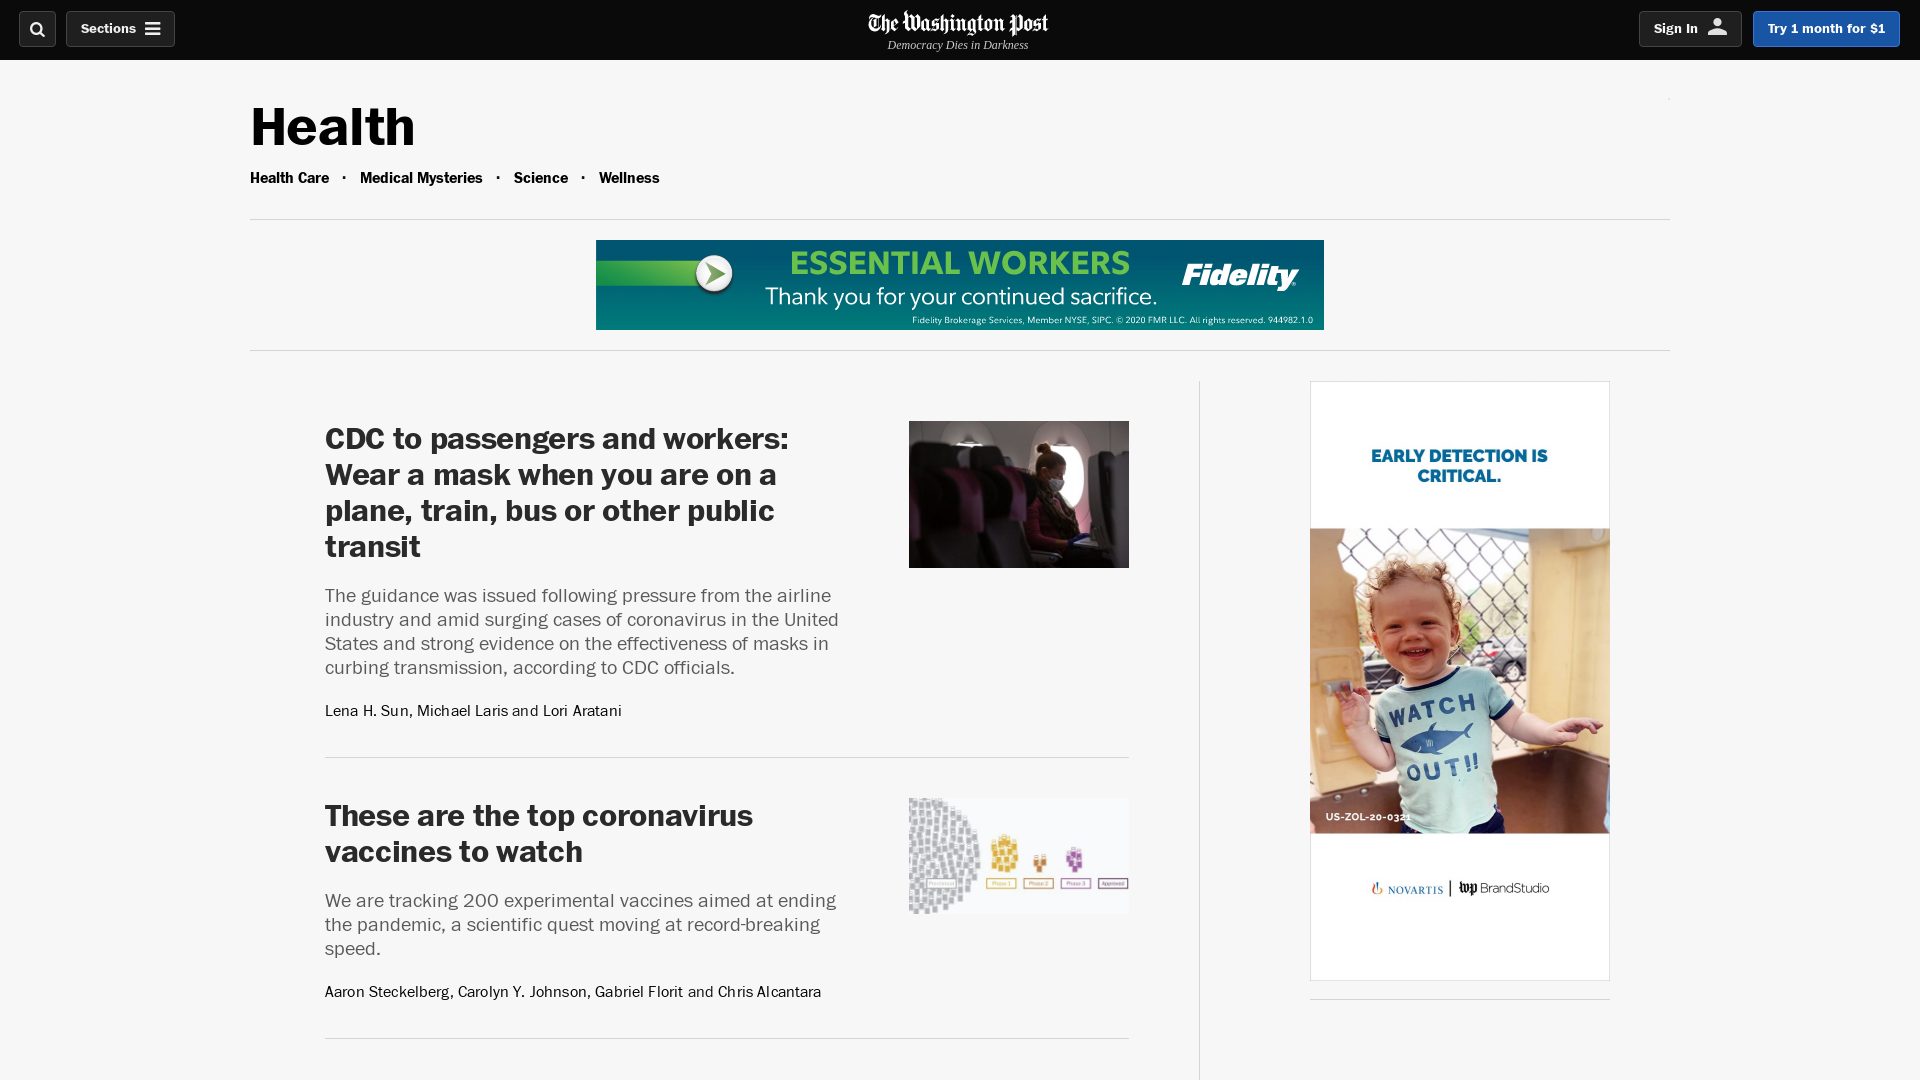 Sections
The Washington Post
Democracy Dies in Darkness
Sign In
Try 1 month for $1
Health
Health Care · Medical Mysteries · Science · Wellness
ESSENTIAL WORKERS
Thank you for your continued sacrifice.
Fidelity
Fidelity Brokerage Services, Member NYSE, SIPC. © 2020 FMR LLC. All rights reserved. 944982.1.0
CDC to passengers and workers:
Wear a mask when you are on a
plane, train, bus or other public
transit
The guidance was issued following pressure from the airline
industry and amid surging cases of coronavirus in the United
States and strong evidence on the effectiveness of masks in
curbing transmission, according to CDC officials.
Lena H. Sun, Michael Laris and Lori Aratani
These are the top coronavirus
vaccines to watch
We are tracking 200 experimental vaccines aimed at ending
the pandemic, a scientific quest moving at record-breaking
speed.
Aaron Steckelberg, Carolyn Y. Johnson, Gabriel Florit and Chris Alcantara
Preclinical
Phase 1
Phase 2
Phase 3
Approved
EARLY DETECTION IS
CRITICAL.
WATCH
OUT!!
US-ZOL-20-0321
NOVARTIS | wp BrandStudio